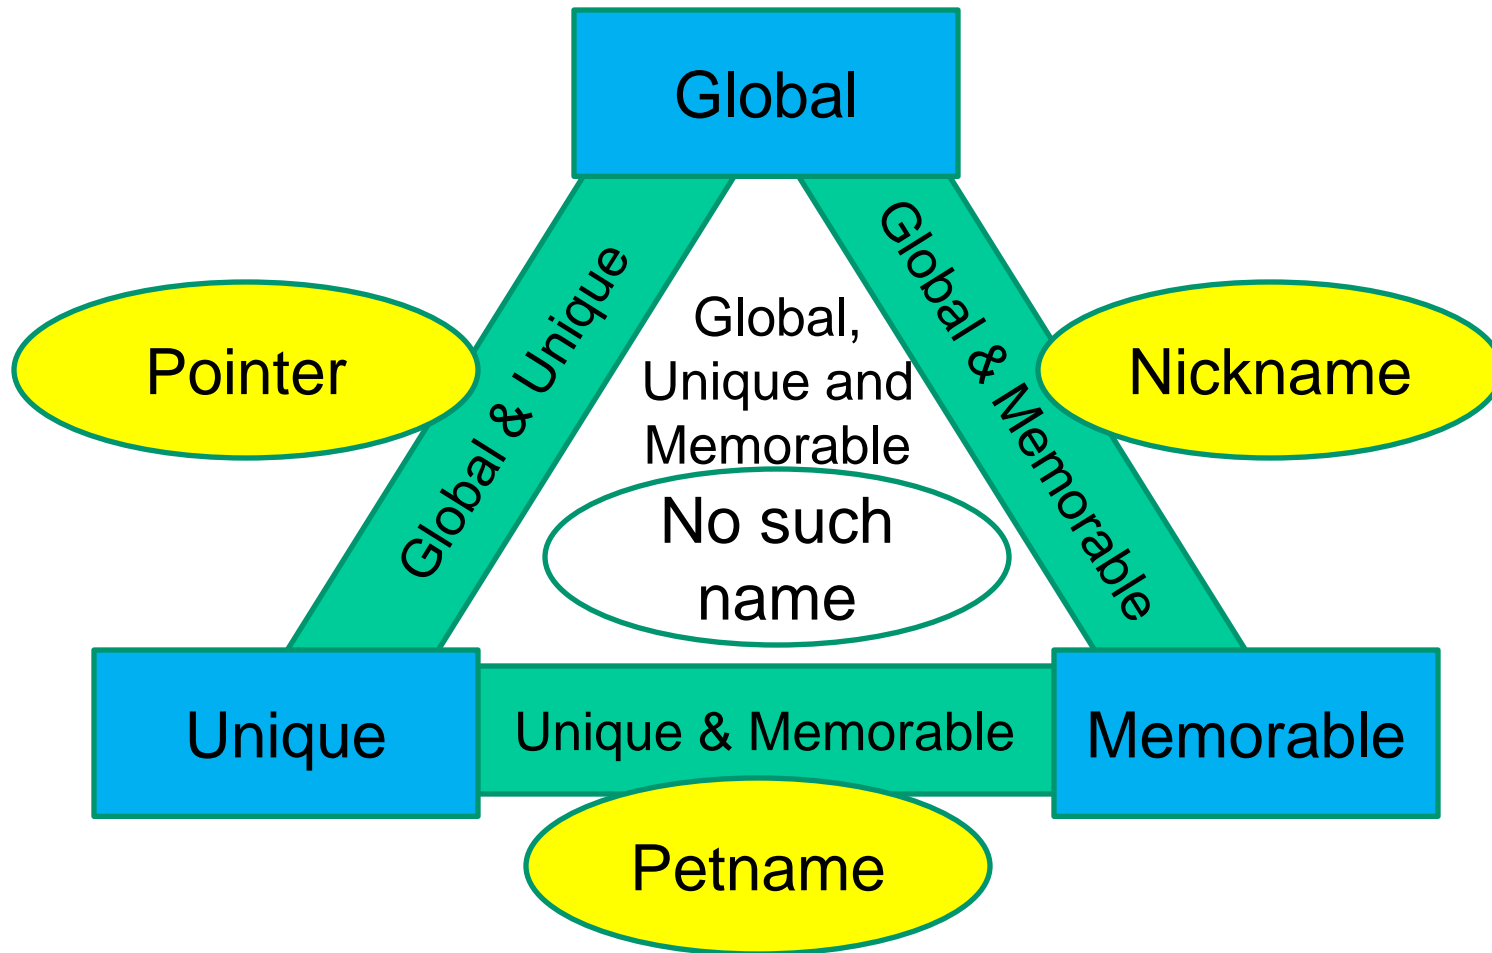 Global
Global & Unique
Global & Memorable
Global,
Unique and
Memorable
Pointer
Nickname
No such
name
Unique
Unique & Memorable
Memorable
Petname